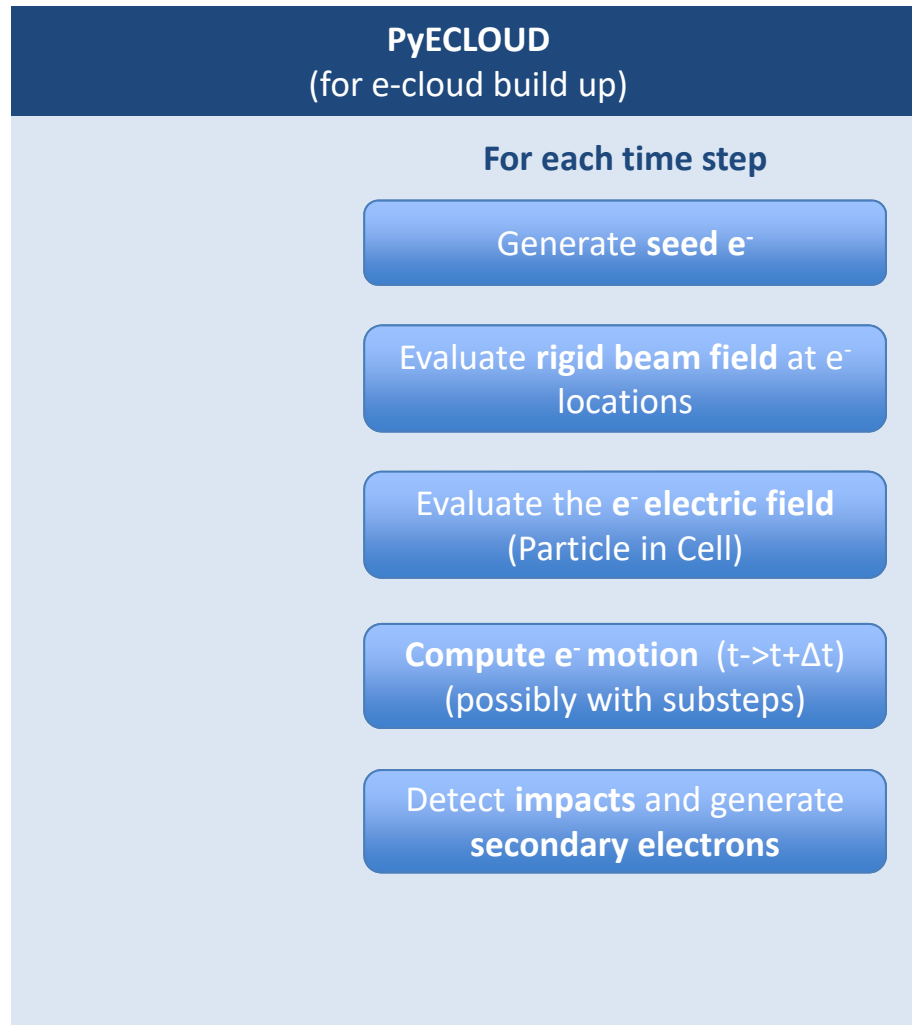 PyECLOUD
(for e-cloud build up)
For each time step
Generate seed e⁻
Evaluate rigid beam field at e⁻
locations
Evaluate the e⁻ electric field
(Particle in Cell)
Compute e⁻ motion (t->t+Δt)
(possibly with substeps)
Detect impacts and generate
secondary electrons